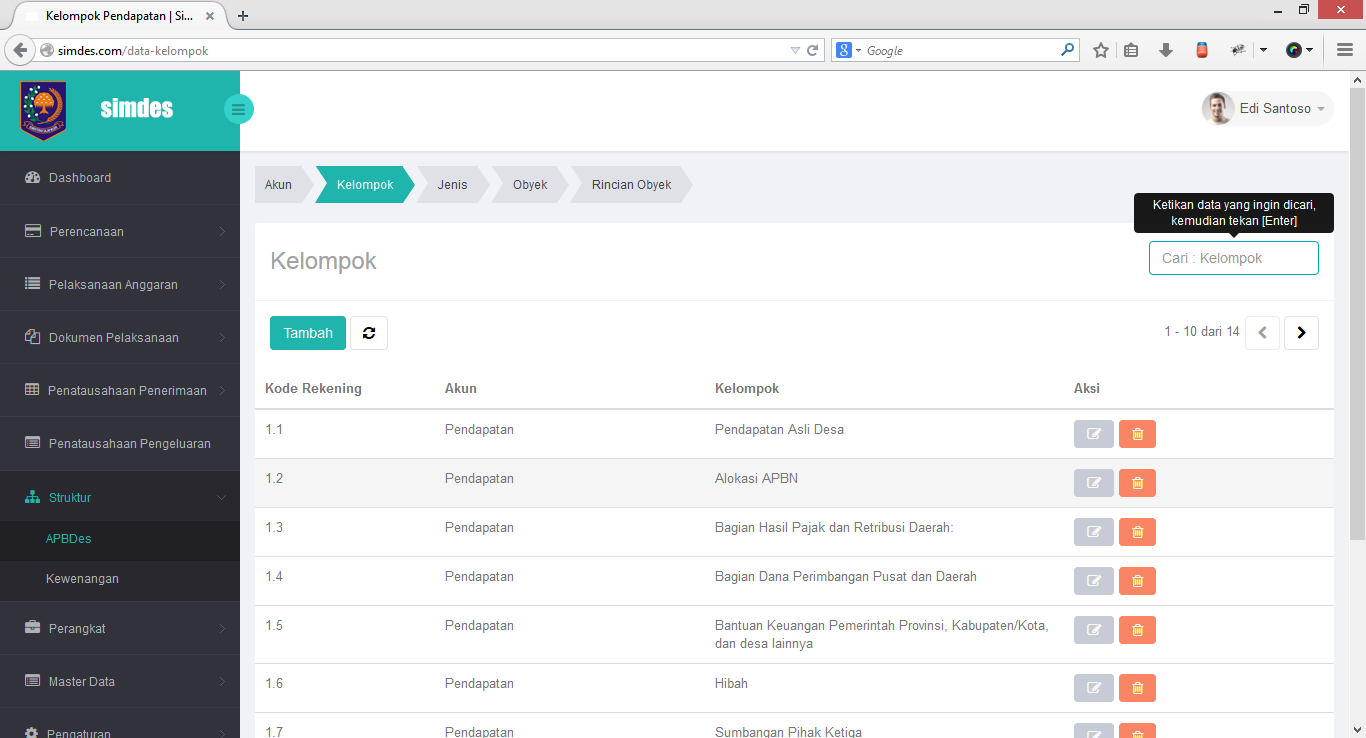 Kelompok Pendapatan | Si...
simdes.com/data-kelompok
Google
simdes
Edi Santoso
Dashboard
Perencanaan
Pelaksanaan Anggaran
Dokumen Pelaksanaan
Penatausahaan Penerimaan
Penatausahaan Pengeluaran
Struktur
APBDes
Kewenangan
Perangkat
Master Data
Pengaturan
Akun
Kelompok
Jenis
Obyek
Rincian Obyek
Ketikan data yang ingin dicari,
kemudian tekan [Enter]
Kelompok
Cari : Kelompok
Tambah
1 - 10 dari 14
Kode Rekening Akun Kelompok Aksi
1.1 Pendapatan Pendapatan Asli Desa
1.2 Pendapatan Alokasi APBN
1.3 Pendapatan Bagian Hasil Pajak dan Retribusi Daerah:
1.4 Pendapatan Bagian Dana Perimbangan Pusat dan Daerah
1.5 Pendapatan Bantuan Keuangan Pemerintah Provinsi, Kabupaten/Kota,
dan desa lainnya
1.6 Pendapatan Hibah
1.7 Pendapatan Sumbangan Pihak Ketiga